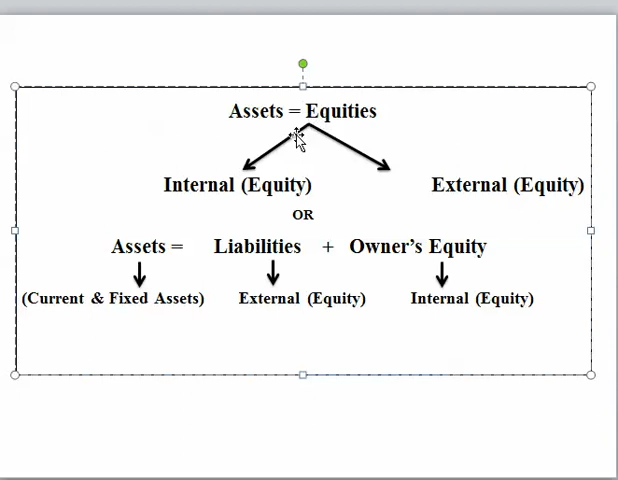 Assets = Equities
Internal (Equity) External (Equity)
OR
Assets = Liabilities + Owner's Equity
(Current & Fixed Assets) External (Equity) Internal (Equity)